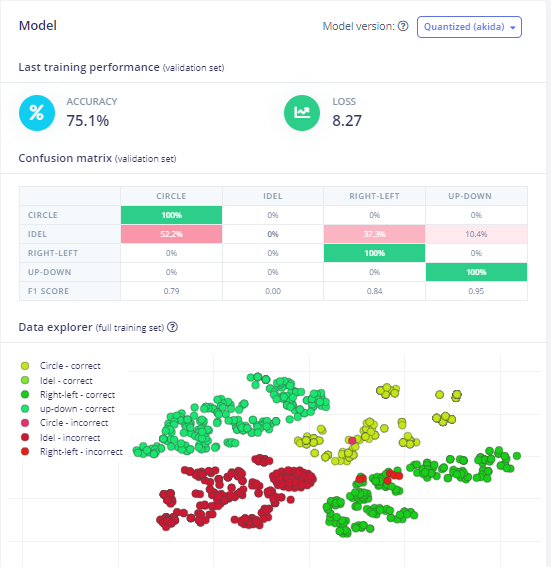 Model
Model version: Quantized (akida)
Last training performance (validation set)
%
ACCURACY
75.1%
LOSS
8.27
Confusion matrix (validation set)
CIRCLE IDEL RIGHT-LEFT UP-DOWN
CIRCLE 100% 0% 0% 0%
IDEL 52.2% 0% 37.3% 10.4%
RIGHT-LEFT 0% 0% 100% 0%
UP-DOWN 0% 0% 0% 100%
F1 SCORE 0.79 0.00 0.84 0.95
Data explorer (full training set) ?
Circle - correct
Idel - correct
Right-left - correct
up-down - correct
Circle - incorrect
Idel - incorrect
Right-left - incorrect